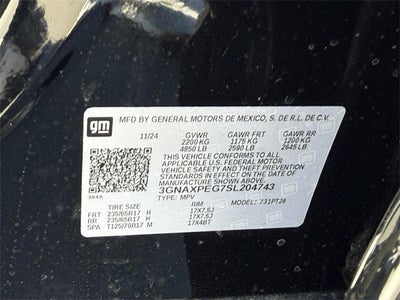 gm
MFD BY GENERAL MOTORS DE MEXICO, S. DE R.L. DE C.V.
11/24 GVWR GAWR FRT GAWR RR
2200 KG 1175 KG 1200 KG
4850 LB 2590 LB 2645 LB
THIS VEHICLE CONFORMS TO ALL
APPLICABLE U.S. FEDERAL MOTOR
VEHICLE SAFETY STANDARDS IN
EFFECT ON THE DATE OF
MANUFACTURE SHOWN ABOVE.
3GNAXPEG7SL204743
TYPE: MPV 731PT26
TIRE SIZE RIM
FRT 235/65R17 H 17X7.5J
RR 235/65R17 H 17X7.5J
SPA T125/70R17 M 17X4BT